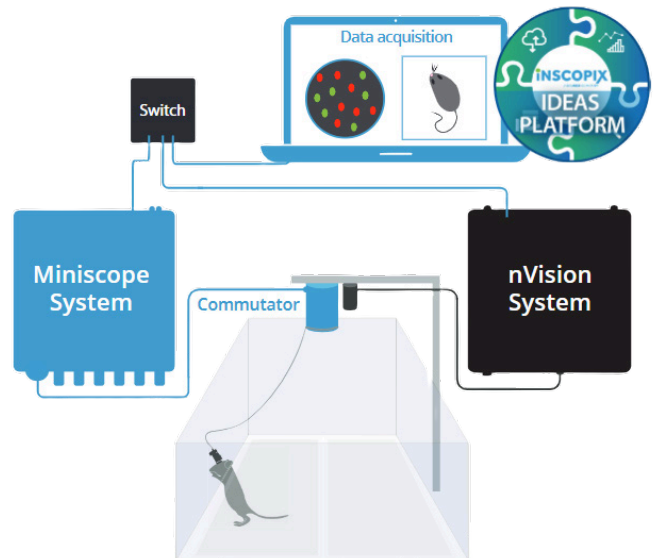 Data acquisition
Switch
INSCOPIX
IDEAS
PLATFORM
Miniscope
System
Commutator
nVision
System